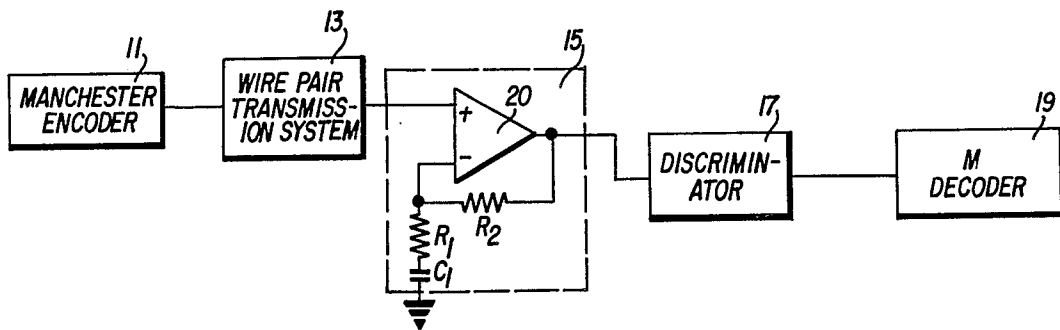 11
MANCHESTER
ENCODER
13
WIRE PAIR
TRANSMISS-
ION SYSTEM
15
+
20
-
R2
R1
C1
17
DISCRIMIN-
ATOR
19
M
DECODER